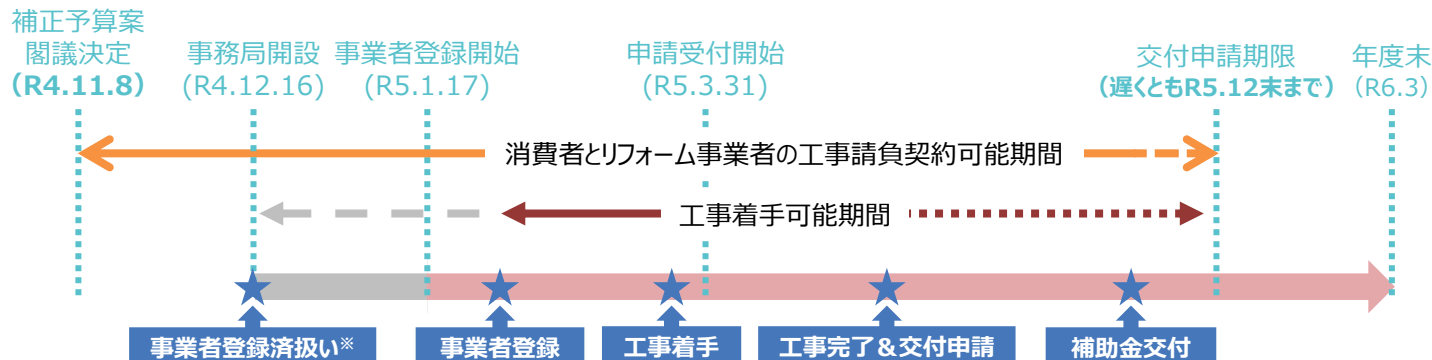 補正予算案
閣議決定
（R4.11.8）
事務局開設
(R4.12.16)
事業者登録開始
(R5.1.17)
申請受付開始
(R5.3.31)
交付申請期限
（遅くともR5.12末まで）
年度末
（R6.3）
消費者とリフォーム事業者の工事請負契約可能期間
工事着手可能期間
事業者登録済扱い※
事業者登録
工事着手
工事完了＆交付申請
補助金交付